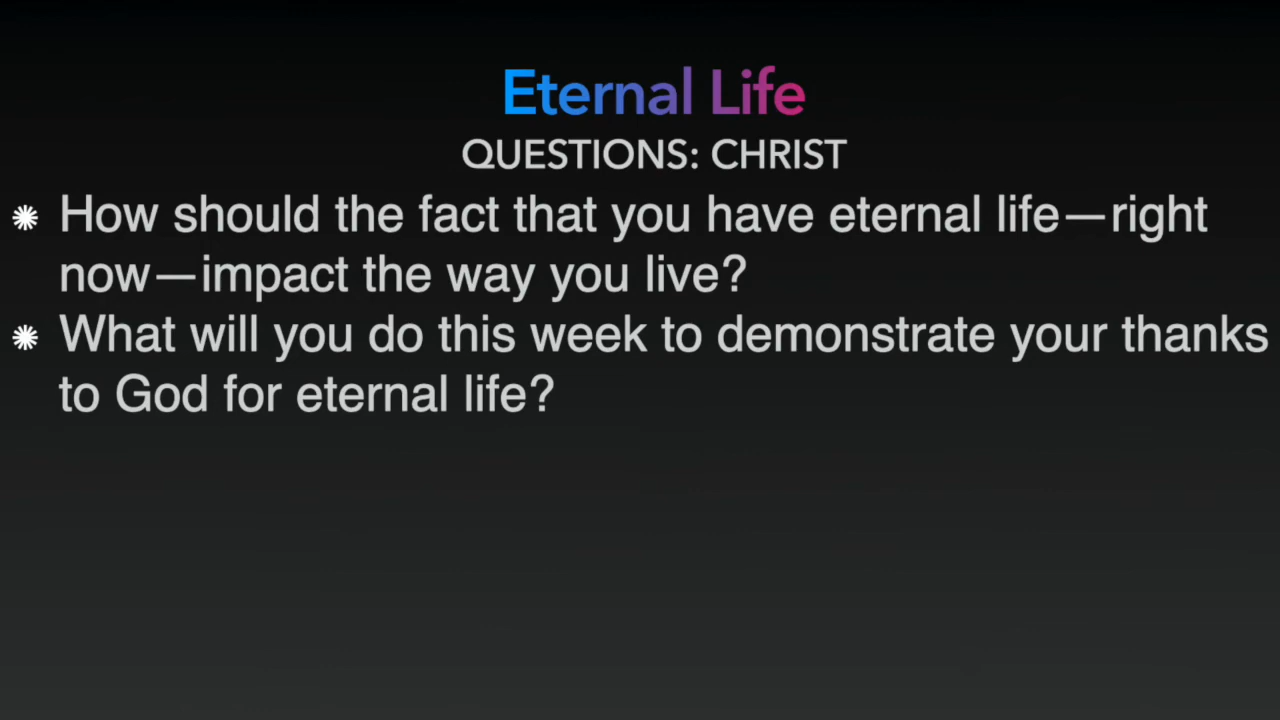 Eternal Life
QUESTIONS: CHRIST
How should the fact that you have eternal life—right
now—impact the way you live?
What will you do this week to demonstrate your thanks
to God for eternal life?